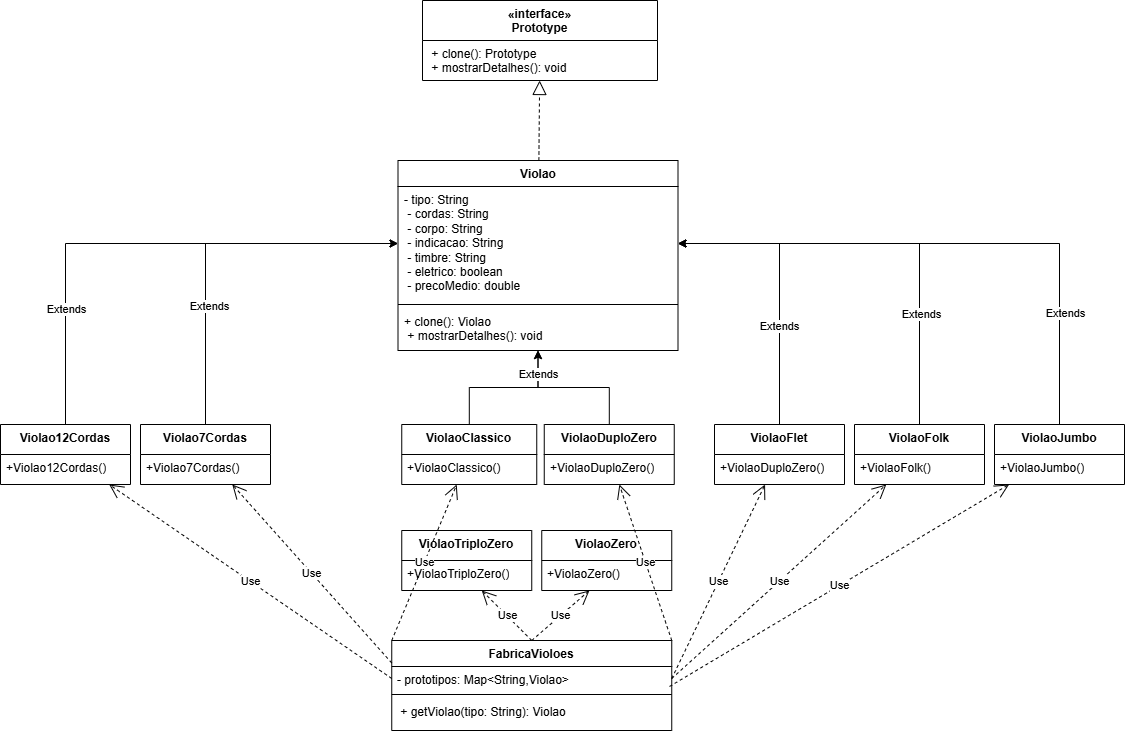 «interface»
Prototype
+ clone(): Prototype
+ mostrarDetalhes(): void
Violao
- tipo: String
- cordas: String
- corpo: String
- indicacao: String
- timbre: String
- eletrico: boolean
- precoMedio: double
+ clone(): Violao
+ mostrarDetalhes(): void
Extends
Extends
Extends
Extends
Extends
Extends
Violao12Cordas
+Violao12Cordas()
Violao7Cordas
+Violao7Cordas()
ViolaoClassico
+ViolaoClassico()
ViolaoDuploZero
+ViolaoDuploZero()
ViolaoFlet
+ViolaoDuploZero()
ViolaoFolk
+ViolaoFolk()
ViolaoJumbo
+ViolaoJumbo()
ViolaoTriploZero
+ViolaoTriploZero()
ViolaoZero
+ViolaoZero()
Use
Use
Use
Use
Use
Use
Use
Use
Use
FabricaVioloes
- prototipos: Map<String,Violao>
+ getViolao(tipo: String): Violao